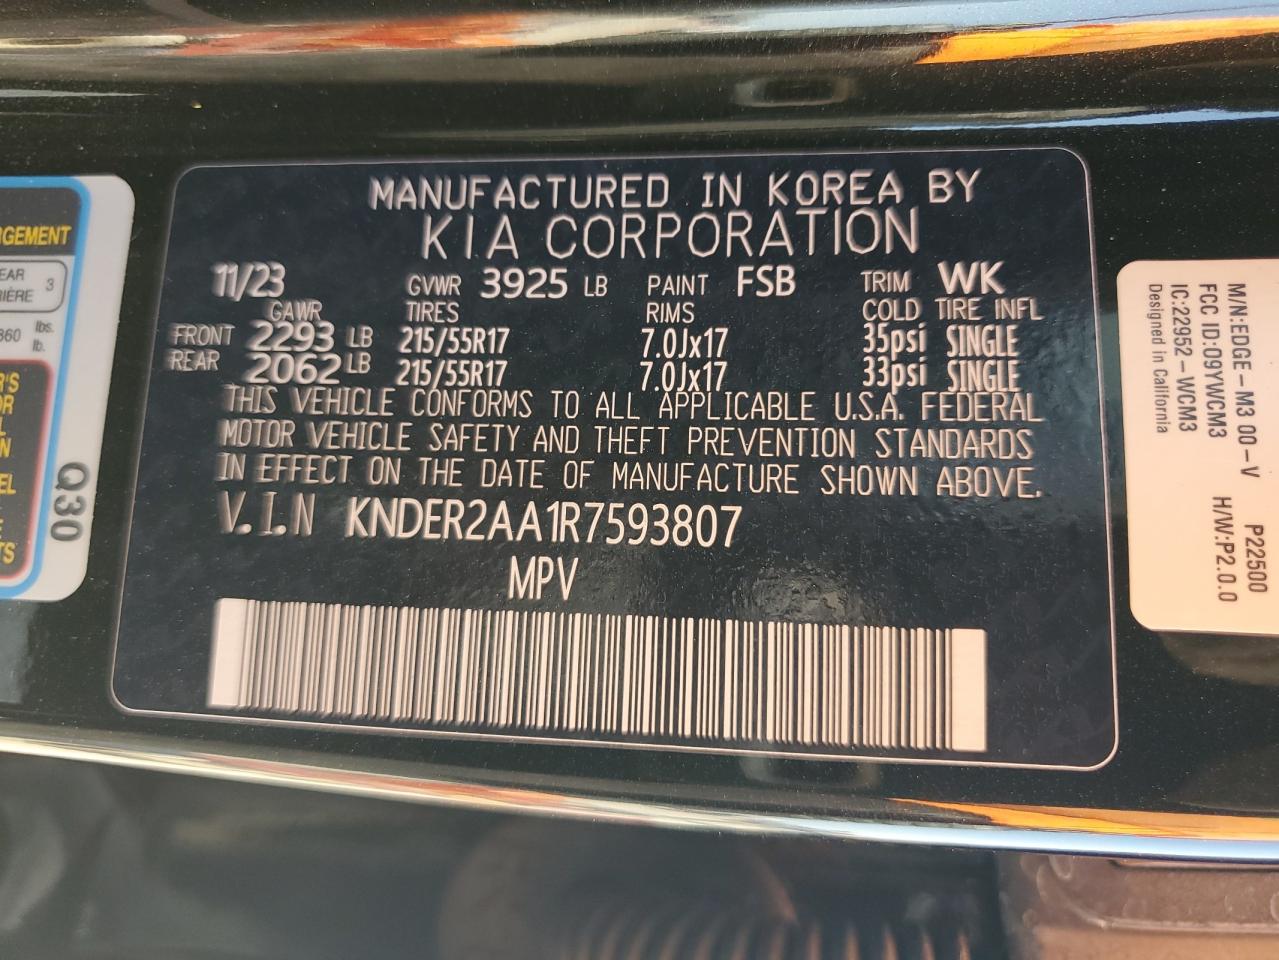 MANUFACTURED IN KOREA BY
KIA CORPORATION
11/23 GVWR 3925 LB PAINT FSB TRIM WK
GAWR TIRES RIMS COLD TIRE INFL
FRONT 2293 LB 215/55R17 7.0Jx17 35psi SINGLE
REAR 2062 LB 215/55R17 7.0Jx17 33psi SINGLE
THIS VEHICLE CONFORMS TO ALL APPLICABLE U.S.A. FEDERAL
MOTOR VEHICLE SAFETY AND THEFT PREVENTION STANDARDS
IN EFFECT ON THE DATE OF MANUFACTURE SHOWN ABOVE.
V.I.N KNDER2AA1R7593807
MPV
Q30
3
lbs.
lb.
M/N:EDGE-M3 00-V P22500
FCC ID:O9YWCM3 H/W:P2.0.0
IC:22952-WCM3
Designed in California